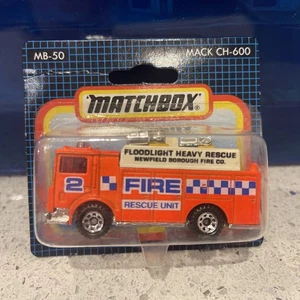 MB-50
MACK CH-600
MATCHBOX
FLOODLIGHT HEAVY RESCUE
NEWFIELD BOROUGH FIRE CO.
2
FIRE
RESCUE UNIT